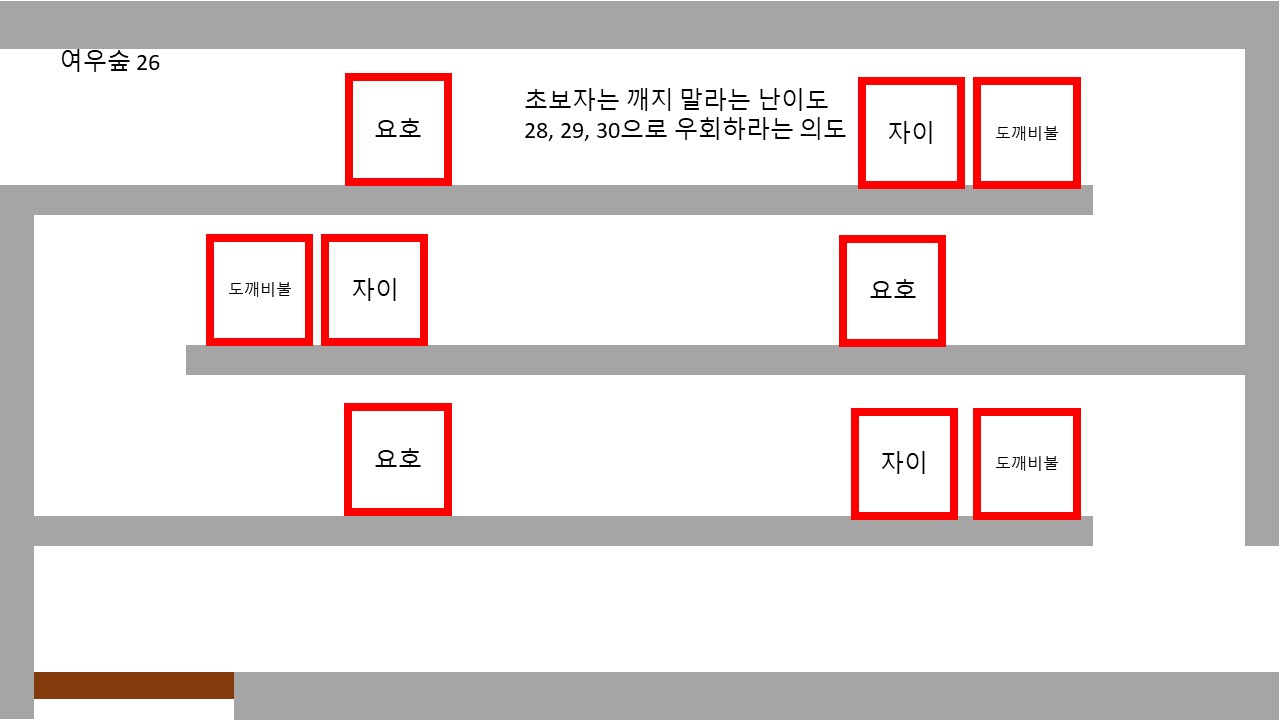 여우숲 26
초보자는 깨지 말라는 난이도
28, 29, 30으로 우회하라는 의도
요호
자이
도깨비불
도깨비불
자이
요호
요호
자이
도깨비불